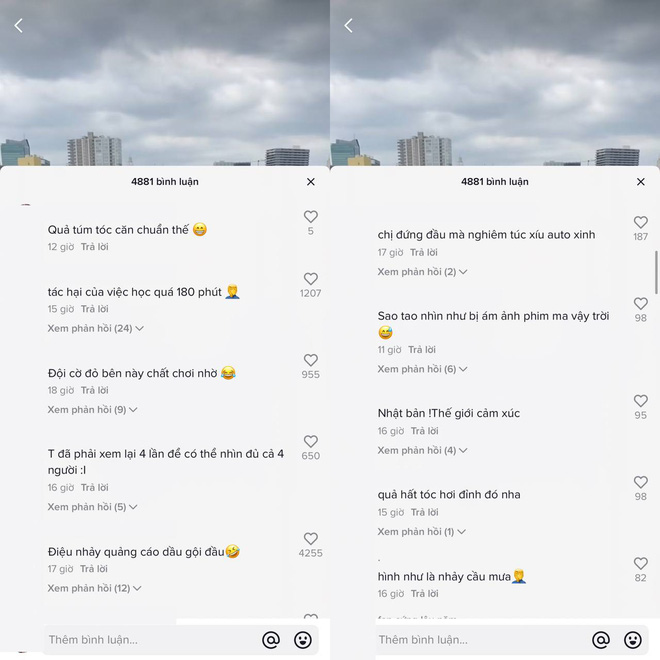 4881 bình luận
Quả túm tóc căn chuẩn thế 😁
5
12 giờ Trả lời
tác hại của việc học quá 180 phút 🤦
1207
15 giờ Trả lời
Xem phản hồi (24)
Đội cờ đỏ bên này chất chơi nhờ 😂
955
18 giờ Trả lời
Xem phản hồi (9)
T đã phải xem lại 4 lần để có thể nhìn đủ cả 4
người :l
650
16 giờ Trả lời
Xem phản hồi (5)
Điệu nhảy quảng cáo dầu gội đầu🤣
4255
17 giờ Trả lời
Xem phản hồi (12)
Thêm bình luận...
4881 bình luận
chị đứng đầu mà nghiêm túc xíu auto xinh
187
17 giờ Trả lời
Xem phản hồi (2)
Sao tao nhìn như bị ám ảnh phim ma vậy trời
😅
98
11 giờ Trả lời
Xem phản hồi (6)
Nhật bản !Thế giới cảm xúc
95
16 giờ Trả lời
Xem phản hồi (4)
quả hất tóc hơi đỉnh đó nha
98
15 giờ Trả lời
Xem phản hồi (1)
.
hình như là nhảy cầu mưa🤦
82
16 giờ Trả lời
Thêm bình luận...